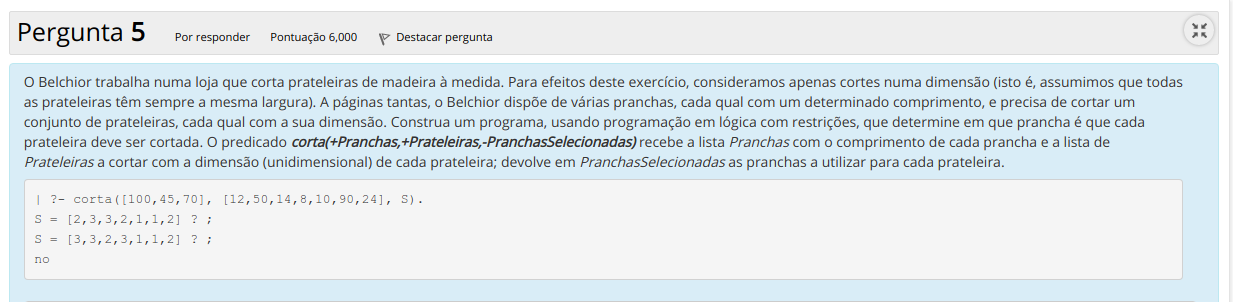 Pergunta 5 Por responder Pontuação 6,000 Destacar pergunta
O Belchior trabalha numa loja que corta prateleiras de madeira à medida. Para efeitos deste exercício, consideramos apenas cortes numa dimensão (isto é, assumimos que todas
as prateleiras têm sempre a mesma largura). A páginas tantas, o Belchior dispõe de várias pranchas, cada qual com um determinado comprimento, e precisa de cortar um
conjunto de prateleiras, cada qual com a sua dimensão. Construa um programa, usando programação em lógica com restrições, que determine em que prancha é que cada
prateleira deve ser cortada. O predicado corta(+Pranchas,+Prateleiras,-PranchasSelecionadas) recebe a lista Pranchas com o comprimento de cada prancha e a lista de
Prateleiras a cortar com a dimensão (unidimensional) de cada prateleira; devolve em PranchasSelecionadas as pranchas a utilizar para cada prateleira.
| ?- corta([100,45,70], [12,50,14,8,10,90,24], S).
S = [2,3,3,2,1,1,2] ? ;
S = [3,3,2,3,1,1,2] ? ;
no